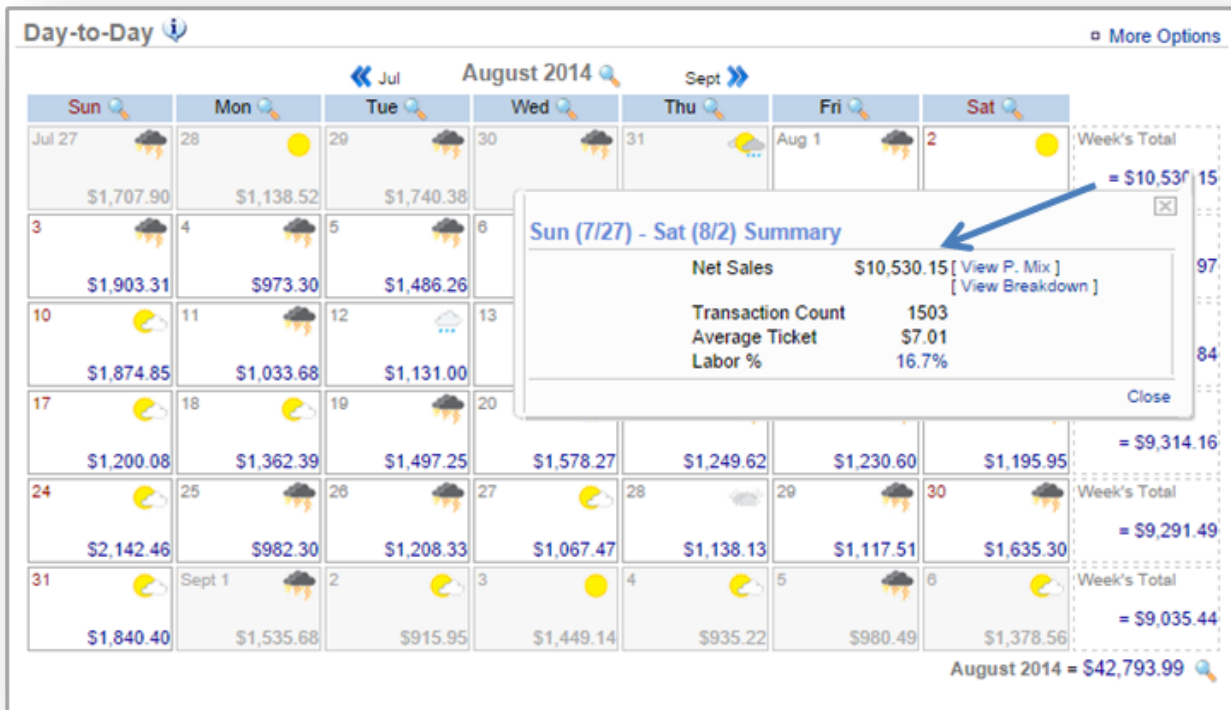 Day-to-Day
More Options
Jul August 2014 Sept
Sun Mon Tue Wed Thu Fri Sat
Jul 27 28 29 30 31 Aug 1 2 Week's Total
$1,707.90 $1,138.52 $1,740.38 = $10,530.15
3 4 5 6
$1,903.31 $973.30 $1,486.26 97
10 11 12 13
$1,874.85 $1,033.68 $1,131.00 84
Sun (7/27) - Sat (8/2) Summary
Net Sales $10,530.15 [ View P. Mix ]
[ View Breakdown ]
Transaction Count 1503
Average Ticket $7.01
Labor % 16.7%
Close
17 18 19 20
$1,200.08 $1,362.39 $1,497.25 $1,578.27 $1,249.62 $1,230.60 $1,195.95 = $9,314.16
24 25 26 27 28 29 30 Week's Total
$2,142.46 $982.30 $1,208.33 $1,067.47 $1,138.13 $1,117.51 $1,635.30 = $9,291.49
31 Sept 1 2 3 4 5 6 Week's Total
$1,840.40 $1,535.68 $915.95 $1,449.14 $935.22 $980.49 $1,378.56 = $9,035.44
August 2014 = $42,793.99